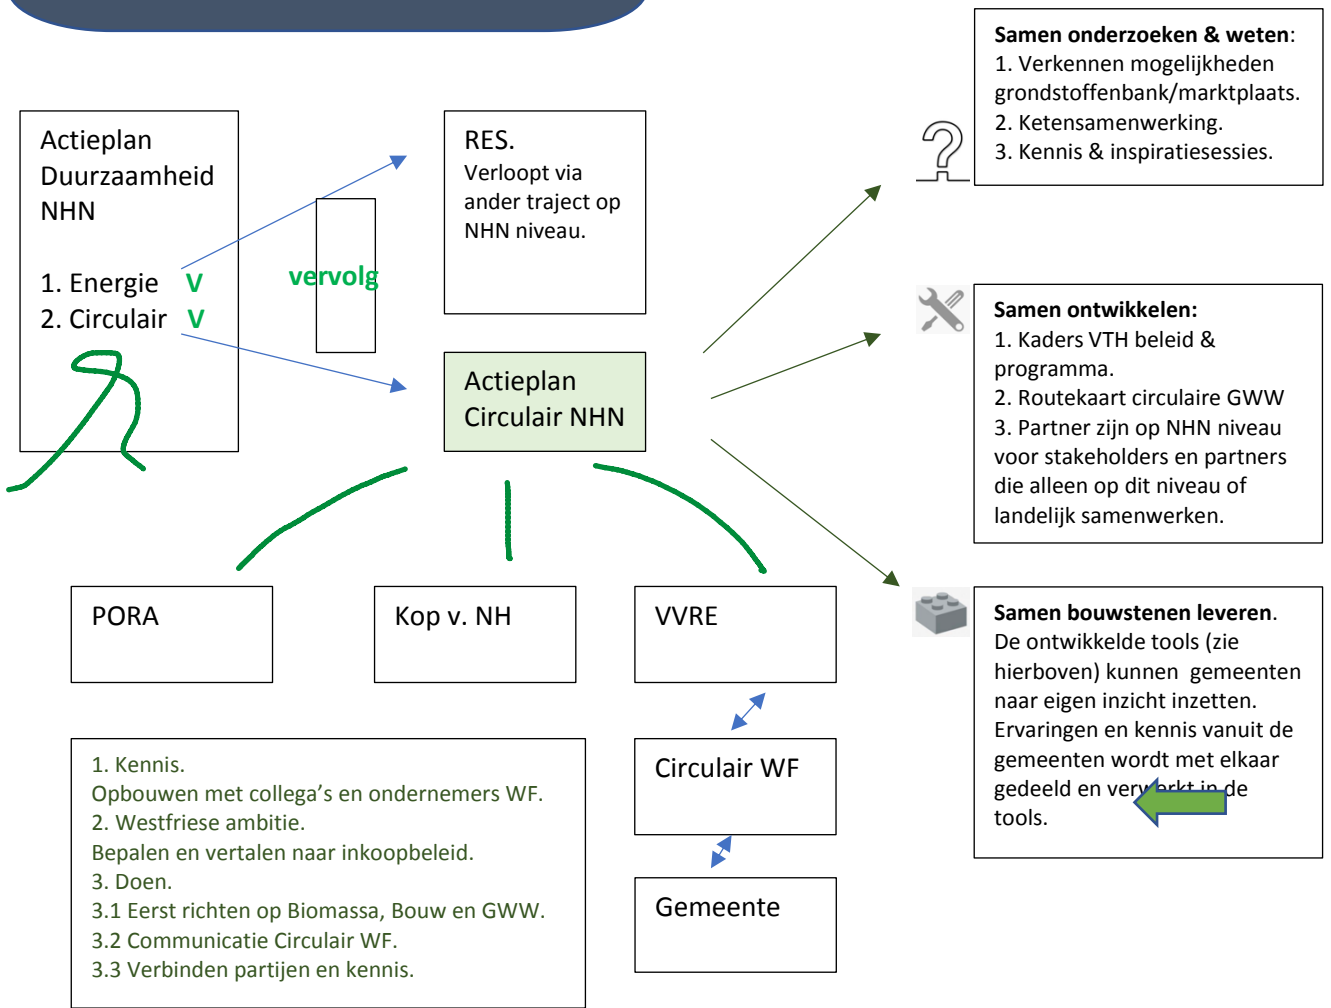 Actieplan
Duurzaamheid
NHN
1. Energie V
2. Circulair V
vervolg
RES.
Verloopt via
ander traject op
NHN niveau.
Actieplan
Circulair NHN
Samen onderzoeken & weten:
1. Verkennen mogelijkheden
grondstoffenbank/marktplaats.
2. Ketensamenwerking.
3. Kennis & inspiratiesessies.
Samen ontwikkelen:
1. Kaders VTH beleid &
programma.
2. Routekaart circulaire GWW
3. Partner zijn op NHN niveau
voor stakeholders en partners
die alleen op dit niveau of
landelijk samenwerken.
Samen bouwstenen leveren.
De ontwikkelde tools (zie
hierboven) kunnen gemeenten
naar eigen inzicht inzetten.
Ervaringen en kennis vanuit de
gemeenten wordt met elkaar
gedeeld en verwerkt in de
tools.
PORA
Kop v. NH
VVRE
Circulair WF
Gemeente
1. Kennis.
Opbouwen met collega's en ondernemers WF.
2. Westfriese ambitie.
Bepalen en vertalen naar inkoopbeleid.
3. Doen.
3.1 Eerst richten op Biomassa, Bouw en GWW.
3.2 Communicatie Circulair WF.
3.3 Verbinden partijen en kennis.